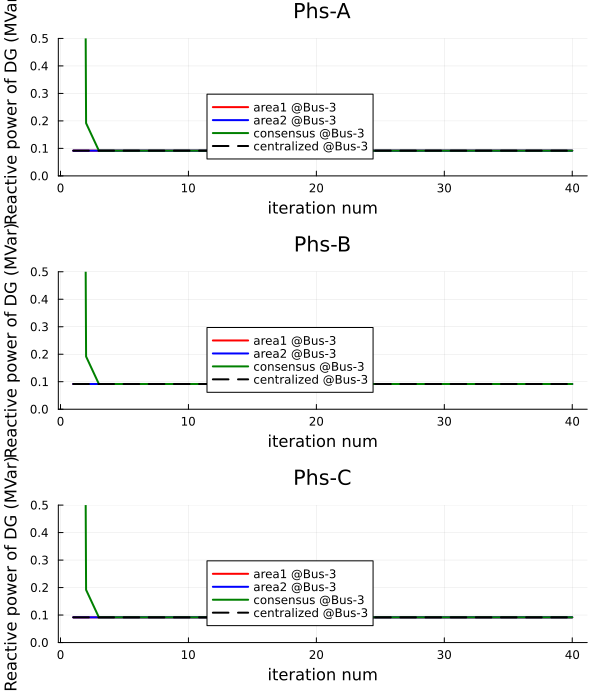 Phs-A
Reactive power of DG (MVar)
0.5
0.4
0.3
0.2
0.1
0.0
area1 @Bus-3
area2 @Bus-3
consensus @Bus-3
centralized @Bus-3
0 10 20 30 40
iteration num
Phs-B
Reactive power of DG (MVar)
0.5
0.4
0.3
0.2
0.1
0.0
area1 @Bus-3
area2 @Bus-3
consensus @Bus-3
centralized @Bus-3
0 10 20 30 40
iteration num
Phs-C
Reactive power of DG (MVar)
0.5
0.4
0.3
0.2
0.1
0.0
area1 @Bus-3
area2 @Bus-3
consensus @Bus-3
centralized @Bus-3
0 10 20 30 40
iteration num